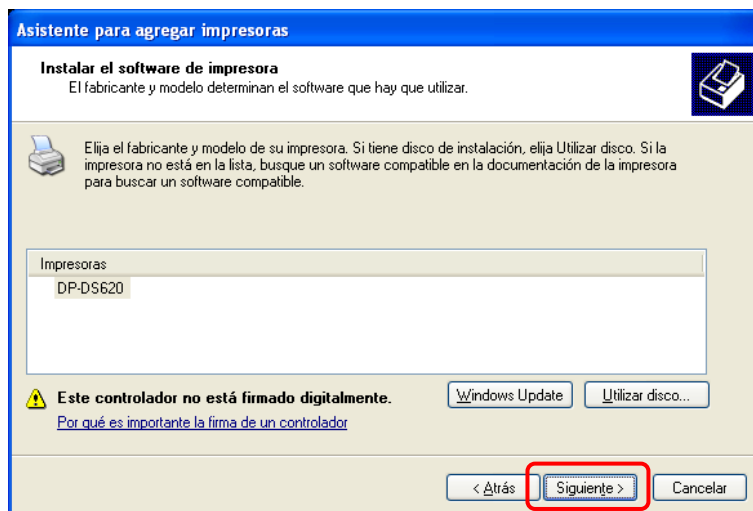 Asistente para agregar impresoras
Instalar el software de impresora
El fabricante y modelo determinan el software que hay que utilizar.
Elija el fabricante y modelo de su impresora. Si tiene disco de instalación, elija Utilizar disco. Si la
impresora no está en la lista, busque un software compatible en la documentación de la impresora
para buscar un software compatible.
Impresoras
DP-DS620
Este controlador no está firmado digitalmente.
Windows Update
Utilizar disco...
Por qué es importante la firma de un controlador
< Atrás
Siguiente >
Cancelar